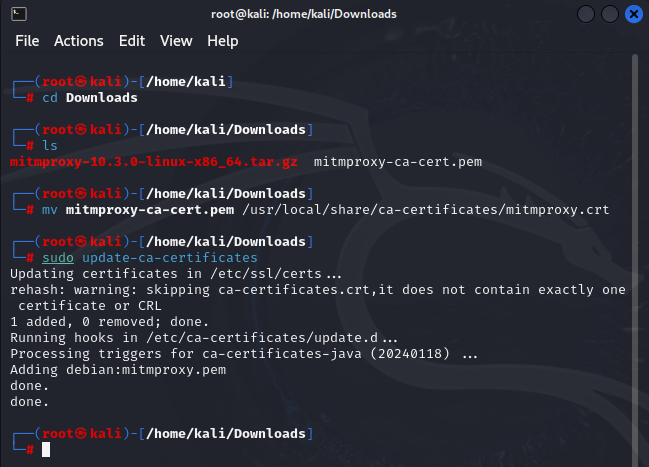 root@kali: /home/kali/Downloads
File Actions Edit View Help
┌──(root㉿kali)-[/home/kali]
└─# cd Downloads
┌──(root㉿kali)-[/home/kali/Downloads]
└─# ls
mitmproxy-10.3.0-linux-x86_64.tar.gz mitmproxy-ca-cert.pem
┌──(root㉿kali)-[/home/kali/Downloads]
└─# mv mitmproxy-ca-cert.pem /usr/local/share/ca-certificates/mitmproxy.crt
┌──(root㉿kali)-[/home/kali/Downloads]
└─# sudo update-ca-certificates
Updating certificates in /etc/ssl/certs...
rehash: warning: skipping ca-certificates.crt,it does not contain exactly one
certificate or CRL
1 added, 0 removed; done.
Running hooks in /etc/ca-certificates/update.d...
Processing triggers for ca-certificates-java (20240118) ...
Adding debian:mitmproxy.pem
done.
done.
┌──(root㉿kali)-[/home/kali/Downloads]
└─#